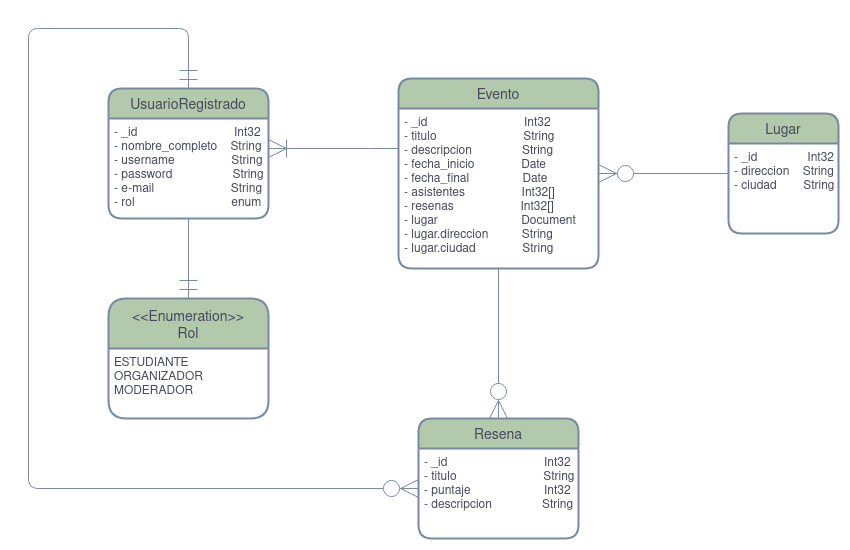 UsuarioRegistrado
- _id Int32
- nombre_completo String
- username String
- password String
- e-mail String
- rol enum
Evento
- _id Int32
- titulo String
- descripcion String
- fecha_inicio Date
- fecha_final Date
- asistentes Int32[]
- resenas Int32[]
- lugar Document
- lugar.direccion String
- lugar.ciudad String
Lugar
- _id Int32
- direccion String
- ciudad String
<<Enumeration>>
Rol
ESTUDIANTE
ORGANIZADOR
MODERADOR
Resena
- _id Int32
- titulo String
- puntaje Int32
- descripcion String